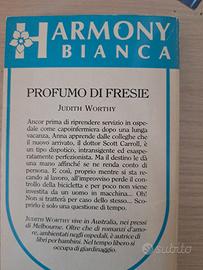 HARMONY
BIANCA
PROFUMO DI FRESIE
JUDITH WORTHY
Ancor prima di riprendere servizio in ospe-
dale come capoinfermiera dopo una lunga
vacanza, Anna apprende dalle colleghe che
il nuovo arrivato, il dottor Scott Carroll, è
un tipo dispotico, intransigente ed esaspe-
ratamente perfezionista. Ma il destino le dà
una mano affinché se ne renda conto di
persona. E così, proprio mentre si sta re-
cando al lavoro, all'improvviso perde il con-
trollo della bicicletta e per poco non viene
investita da un uomo in macchina... Oh!
Non si tratterà per caso dello stesso... Sco-
prirlo è solo una questione di tempo.
JUDITH WORTHY vive in Australia, nei pressi
di Melbourne. Oltre che di romanzi d'amo-
re, ambientati negli ospedali, è autrice di
libri per bambini. Nel tempo libero si
occupa di giardinaggio.
subito